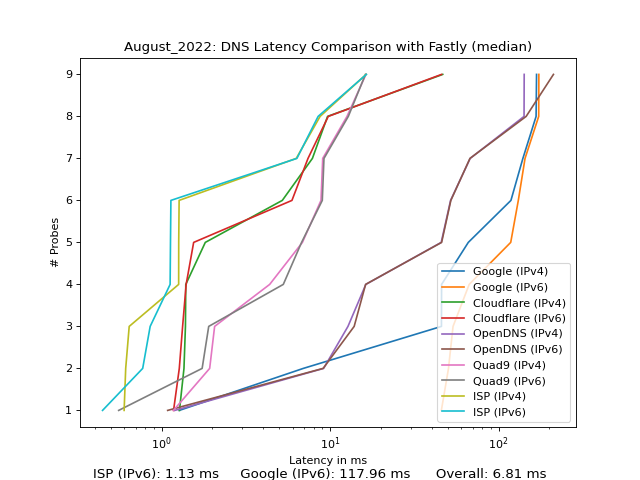 August_2022: DNS Latency Comparison with Fastly (median)
# Probes
9
8
7
6
5
4
3
2
1
Google (IPv4)
Google (IPv6)
Cloudflare (IPv4)
Cloudflare (IPv6)
OpenDNS (IPv4)
OpenDNS (IPv6)
Quad9 (IPv4)
Quad9 (IPv6)
ISP (IPv4)
ISP (IPv6)
10⁰ 10¹ 10²
Latency in ms
ISP (IPv6): 1.13 ms Google (IPv6): 117.96 ms Overall: 6.81 ms